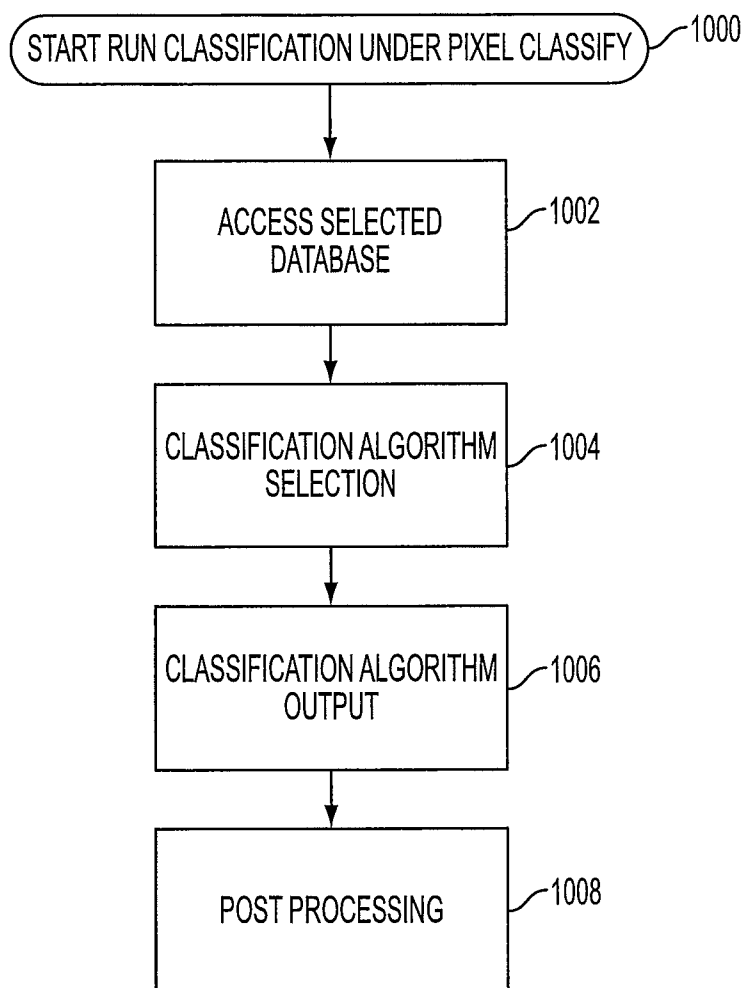 START RUN CLASSIFICATION UNDER PIXEL CLASSIFY
1000
ACCESS SELECTED
DATABASE
1002
CLASSIFICATION ALGORITHM
SELECTION
1004
CLASSIFICATION ALGORITHM
OUTPUT
1006
POST PROCESSING
1008